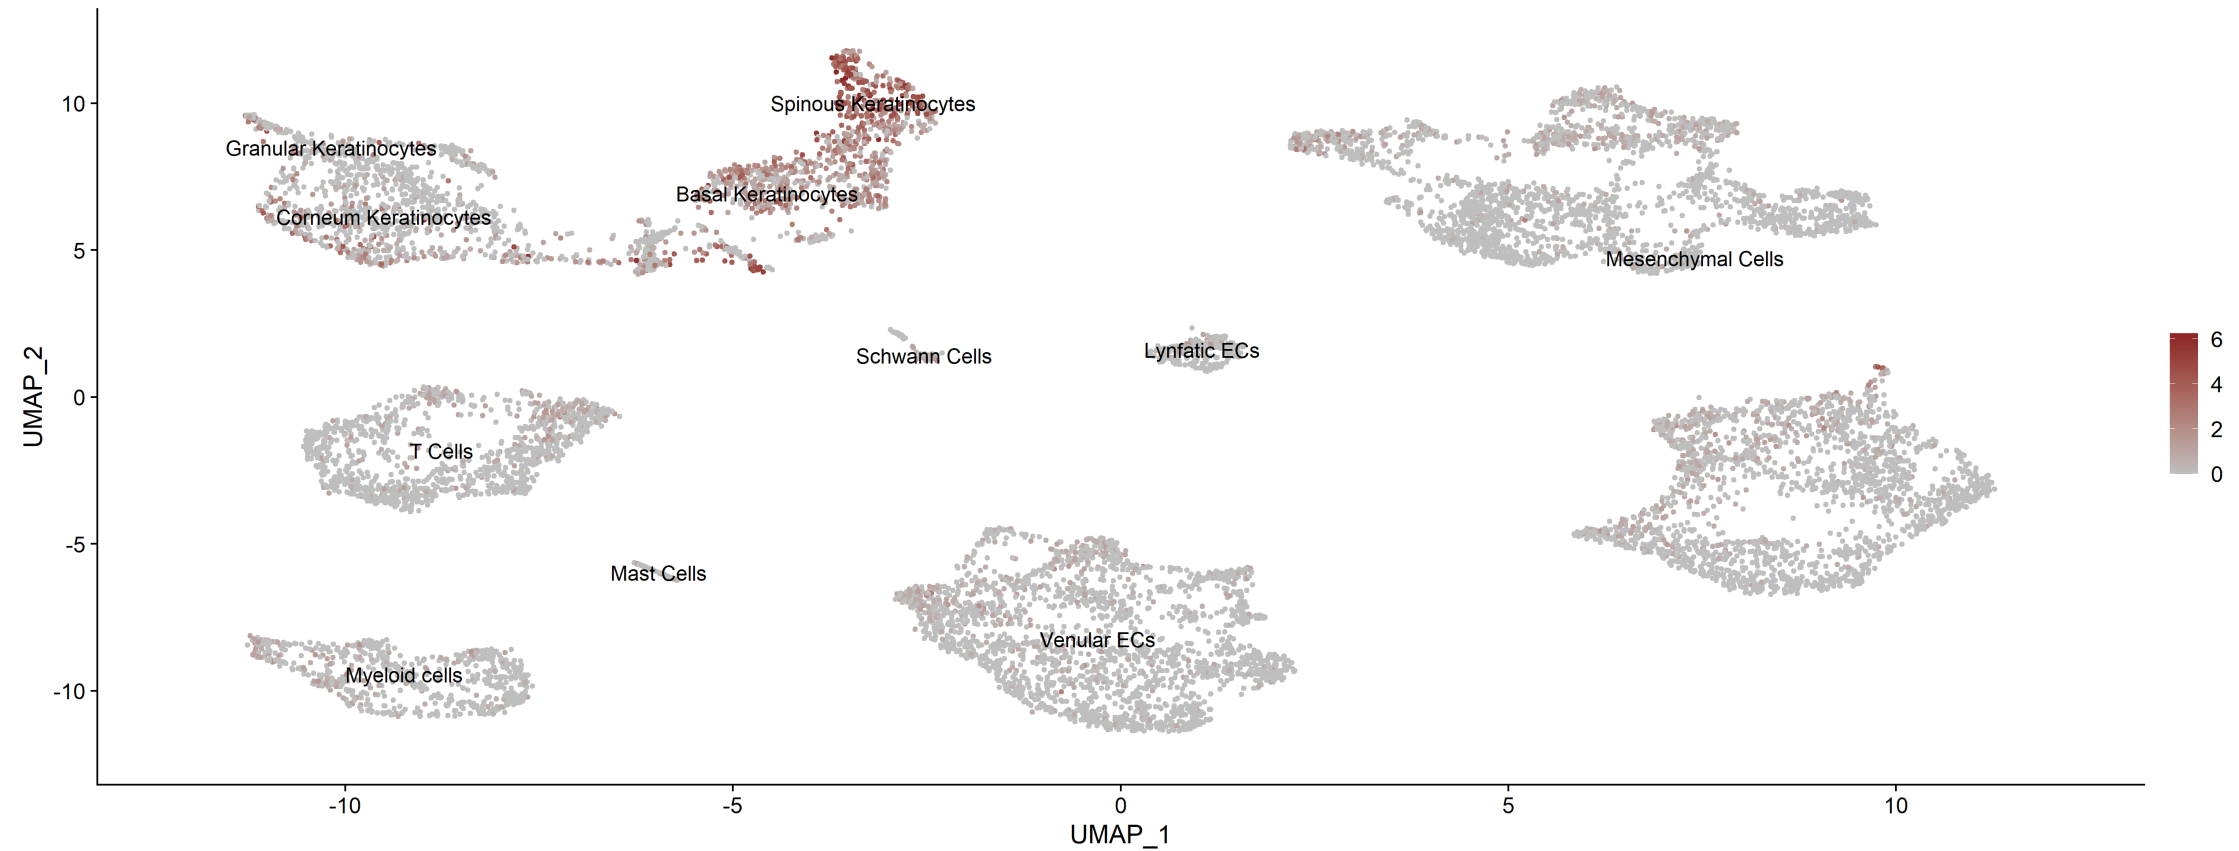 10
5
0
-5
-10
UMAP_2
Spinous Keratinocytes
Granular Keratinocytes
Basal Keratinocytes
Corneum Keratinocytes
Mesenchymal Cells
Schwann Cells
Lynfatic ECs
T Cells
Mast Cells
Venular ECs
Myeloid cells
6
4
2
0
-10
-5
0
5
10
UMAP_1